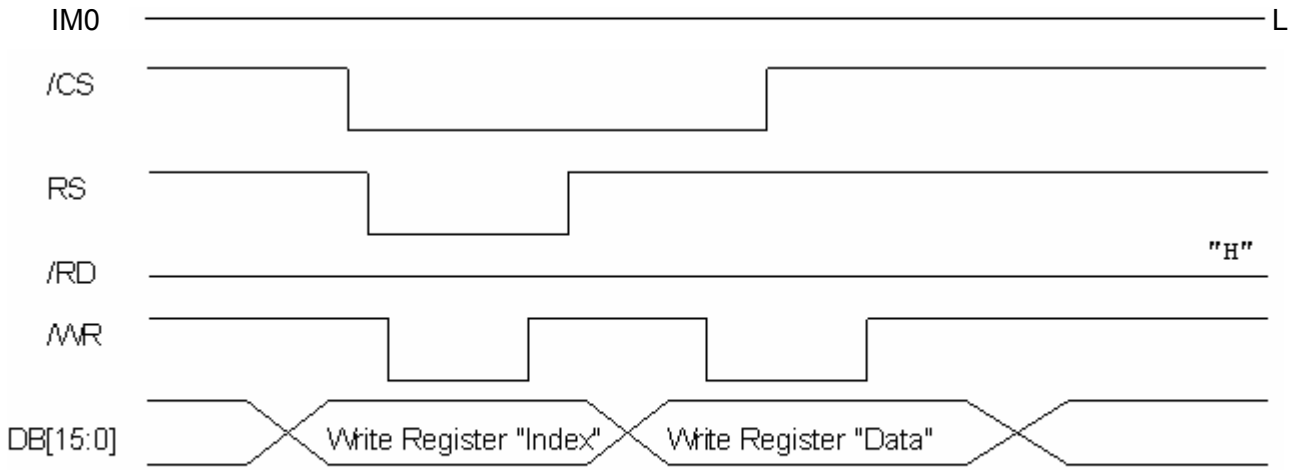 IM0 L
/CS
RS
"H"
/RD
/WR
DB[15:0] Write Register "Index" Write Register "Data"